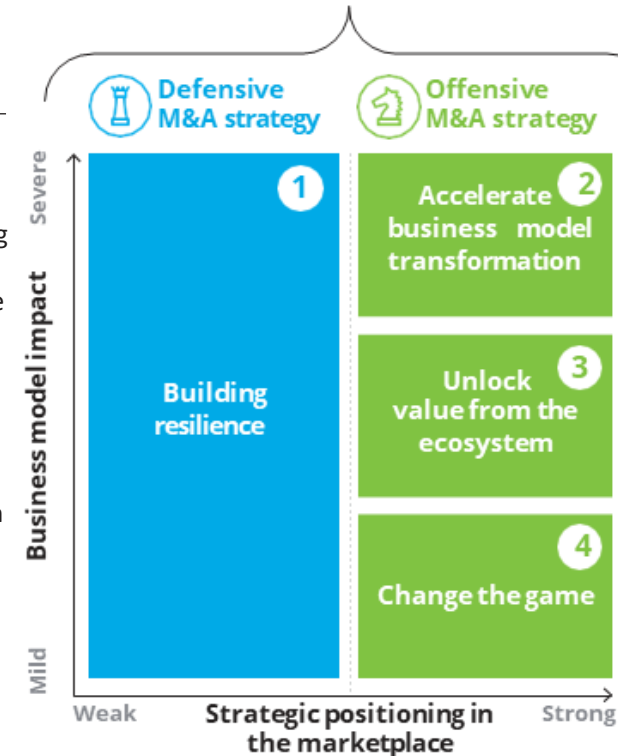 Defensive
M&A strategy
Offensive
M&A strategy
Severe
Business model impact
Mild
1
Building
resilience
2
Accelerate
business model
transformation
3
Unlock
value from the
ecosystem
4
Change the game
Weak
Strategic positioning in
the marketplace
Strong
g
e
n